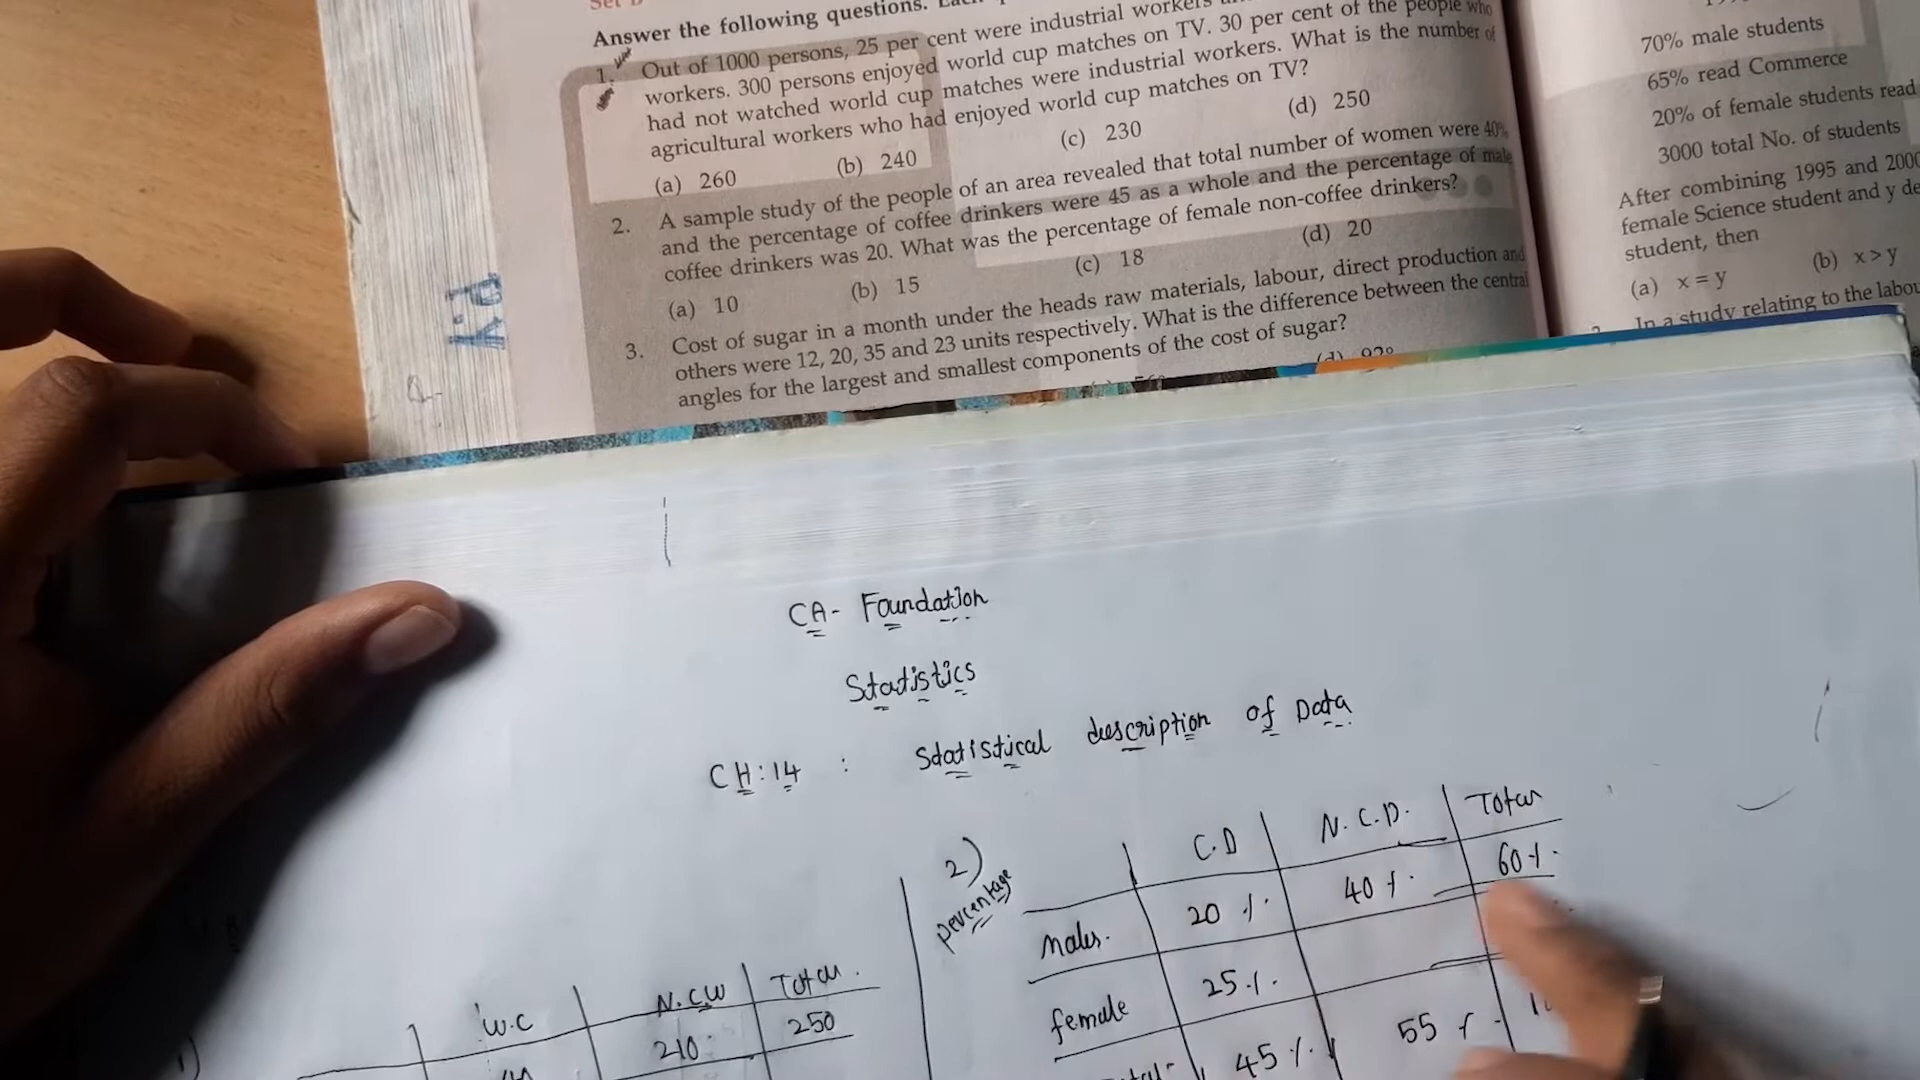 Set B
Answer the following questions.
1. Out of 1000 persons, 25 per cent were industrial workers
workers. 300 persons enjoyed world cup matches on TV. 30 per cent of the people who
had not watched world cup matches were industrial workers. What is the number of
agricultural workers who had enjoyed world cup matches on TV?
(a) 260 (b) 240 (c) 230 (d) 250
2. A sample study of the people of an area revealed that total number of women were 40%
and the percentage of coffee drinkers were 45 as a whole and the percentage of male
coffee drinkers was 20. What was the percentage of female non-coffee drinkers?
(a) 10 (b) 15 (c) 18 (d) 20
3. Cost of sugar in a month under the heads raw materials, labour, direct production and
others were 12, 20, 35 and 23 units respectively. What is the difference between the central
angles for the largest and smallest components of the cost of sugar?
(d) 92°
70% male students
65% read Commerce
20% of female students read
3000 total No. of students
After combining 1995 and 2000
female Science student and y de
student, then
(a) x = y (b) x > y
In a study relating to the labou
CA- Foundation
Statistics
CH:14 : Statistical description of Data
2)
percentage
C.D N.C.D. Total
Males. 20 % 40 % 60 %
female 25 %
45 % 55 %
1)
W.C N.CW Total
210 250